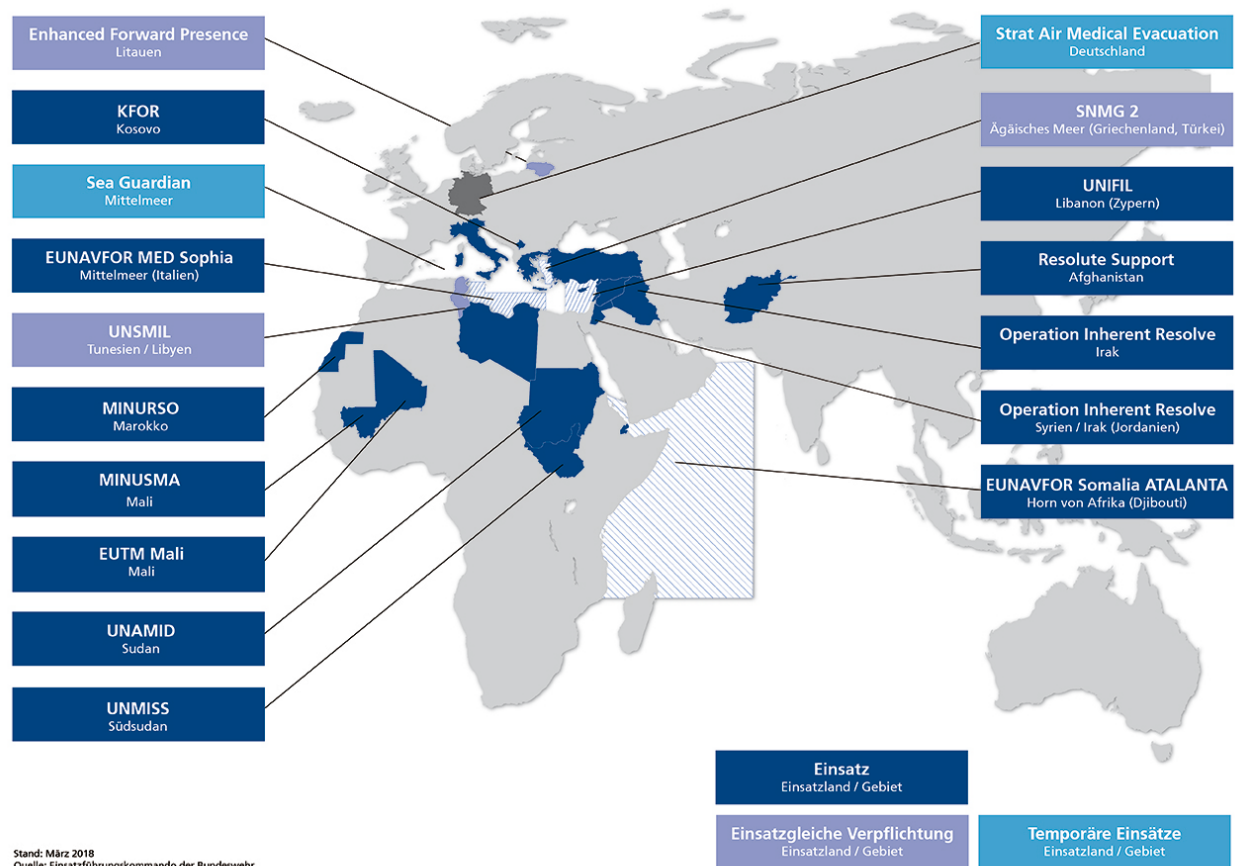 Enhanced Forward Presence
Litauen
KFOR
Kosovo
Sea Guardian
Mittelmeer
EUNAVFOR MED Sophia
Mittelmeer (Italien)
UNSMIL
Tunesien / Libyen
MINURSO
Marokko
MINUSMA
Mali
EUTM Mali
Mali
UNAMID
Sudan
UNMISS
Südsudan
Strat Air Medical Evacuation
Deutschland
SNMG 2
Ägäisches Meer (Griechenland, Türkei)
UNIFIL
Libanon (Zypern)
Resolute Support
Afghanistan
Operation Inherent Resolve
Irak
Operation Inherent Resolve
Syrien / Irak (Jordanien)
EUNAVFOR Somalia ATALANTA
Horn von Afrika (Djibouti)
Einsatz
Einsatzland / Gebiet
Einsatzgleiche Verpflichtung
Einsatzland / Gebiet
Temporäre Einsätze
Einsatzland / Gebiet
Stand: März 2018
Quelle: Einsatzführungskommando der Bundeswehr